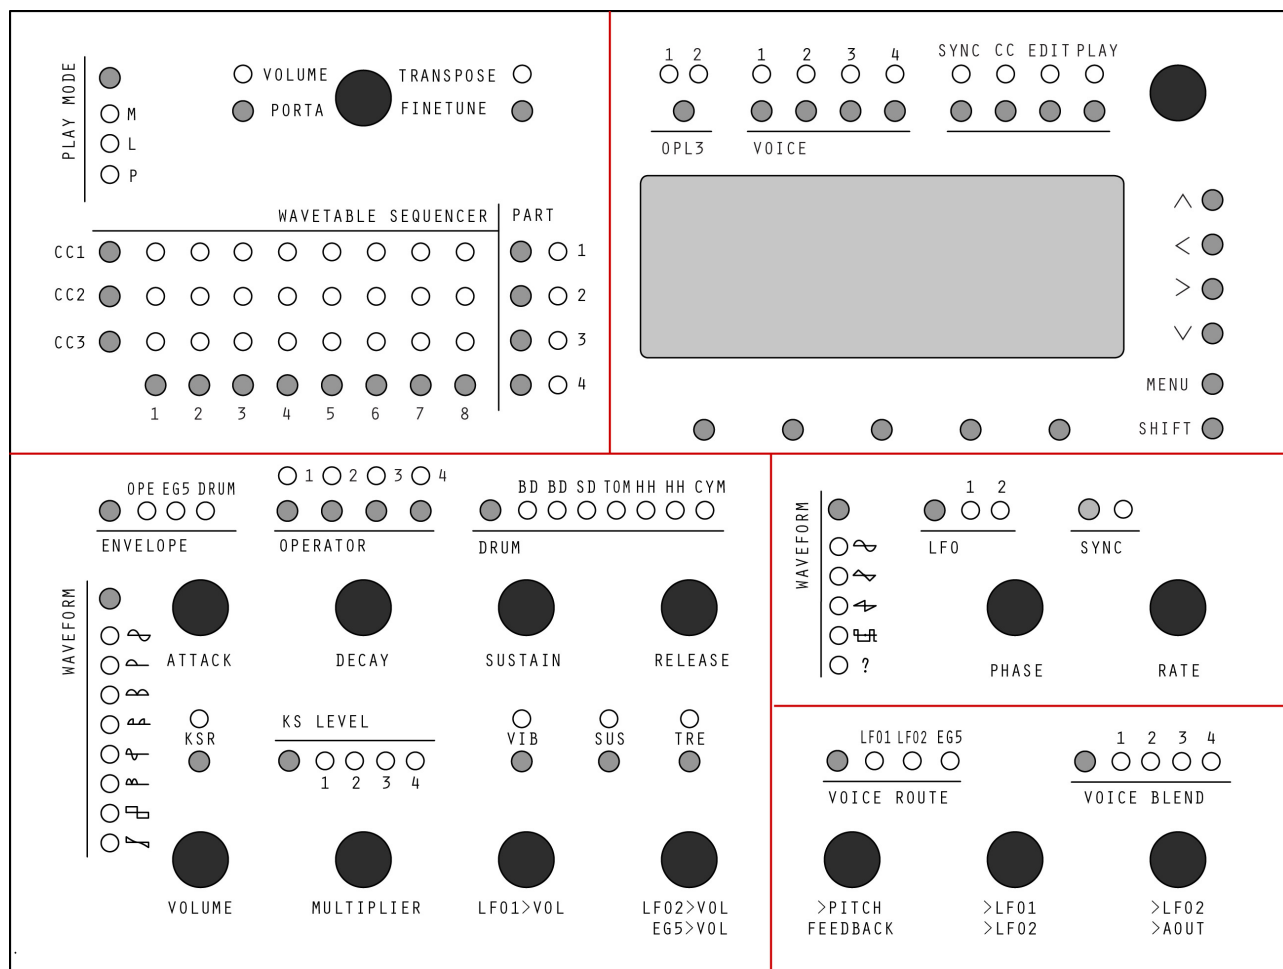 PLAY MODE
M
L
P
VOLUME
PORTA
TRANSPOSE
FINETUNE
WAVETABLE SEQUENCER
PART
CC1
CC2
CC3
1
2
3
4
1 2 3 4 5 6 7 8
1 2
OPL3
1 2 3 4
VOICE
SYNC CC EDIT PLAY
^
<
>
V
MENU
SHIFT
OPE EG5 DRUM
ENVELOPE
1 2 3 4
OPERATOR
BD BD SD TOM HH HH CYM
DRUM
WAVEFORM
ATTACK
DECAY
SUSTAIN
RELEASE
KSR
KS LEVEL
1 2 3 4
VIB
SUS
TRE
VOLUME
MULTIPLIER
LFO1>VOL
LFO2>VOL
EG5>VOL
WAVEFORM
?
1 2
LFO
SYNC
PHASE
RATE
LFO1 LFO2 EG5
VOICE ROUTE
1 2 3 4
VOICE BLEND
>PITCH
FEEDBACK
>LFO1
>LFO2
>LFO2
>AOUT